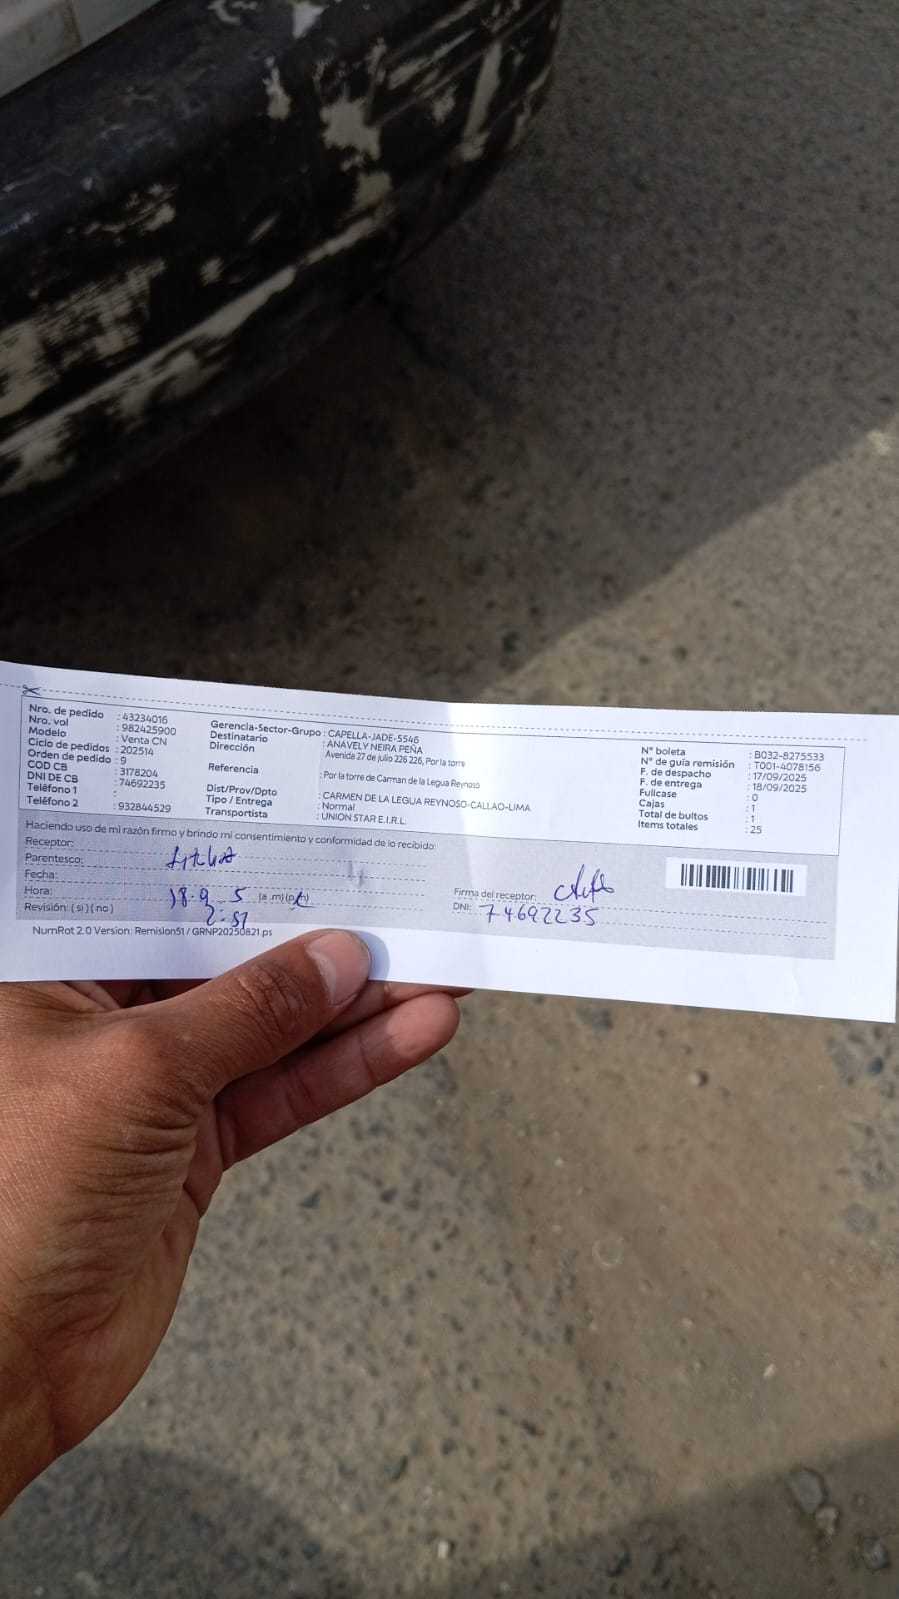 Nro. de pedido : 43234016
Nro. vol : 982425900
Modelo : Venta CN
Ciclo de pedidos : 202514
Orden de pedido : 9
COD CB : 3178204
DNI DE CB : 74692235
Teléfono 1 :
Teléfono 2 : 932844529
Gerencia-Sector-Grupo : CAPELLA-JADE-5546
Destinatario : ANAVELY NEIRA PEÑA
Dirección Avenida 27 de julio 226 226, Por la torre
Referencia : Por la torre de Carman de la Legua Reynoso
Dist/Prov/Dpto : CARMEN DE LA LEGUA REYNOSO-CALLAO-LIMA
Tipo / Entrega : Normal
Transportista : UNION STAR E.I.R.L.
N° boleta : B032-8275533
N° de guía remisión : T001-4078156
F. de despacho : 17/09/2025
F. de entrega : 18/09/2025
Fullcase : 0
Cajas : 1
Total de bultos : 1
Items totales : 25
Haciendo uso de mi razón firmo y brindo mi consentimiento y conformidad de lo recibido:
Receptor:
Parentesco:
Fecha: 18.9
Hora: 2:51 (a .m) (p.m)
Revisión: ( si ) ( no )
Firma del receptor:
DNI: 74692235
NumRot 2.0 Version: Remision51 / GRNP20250821.ps